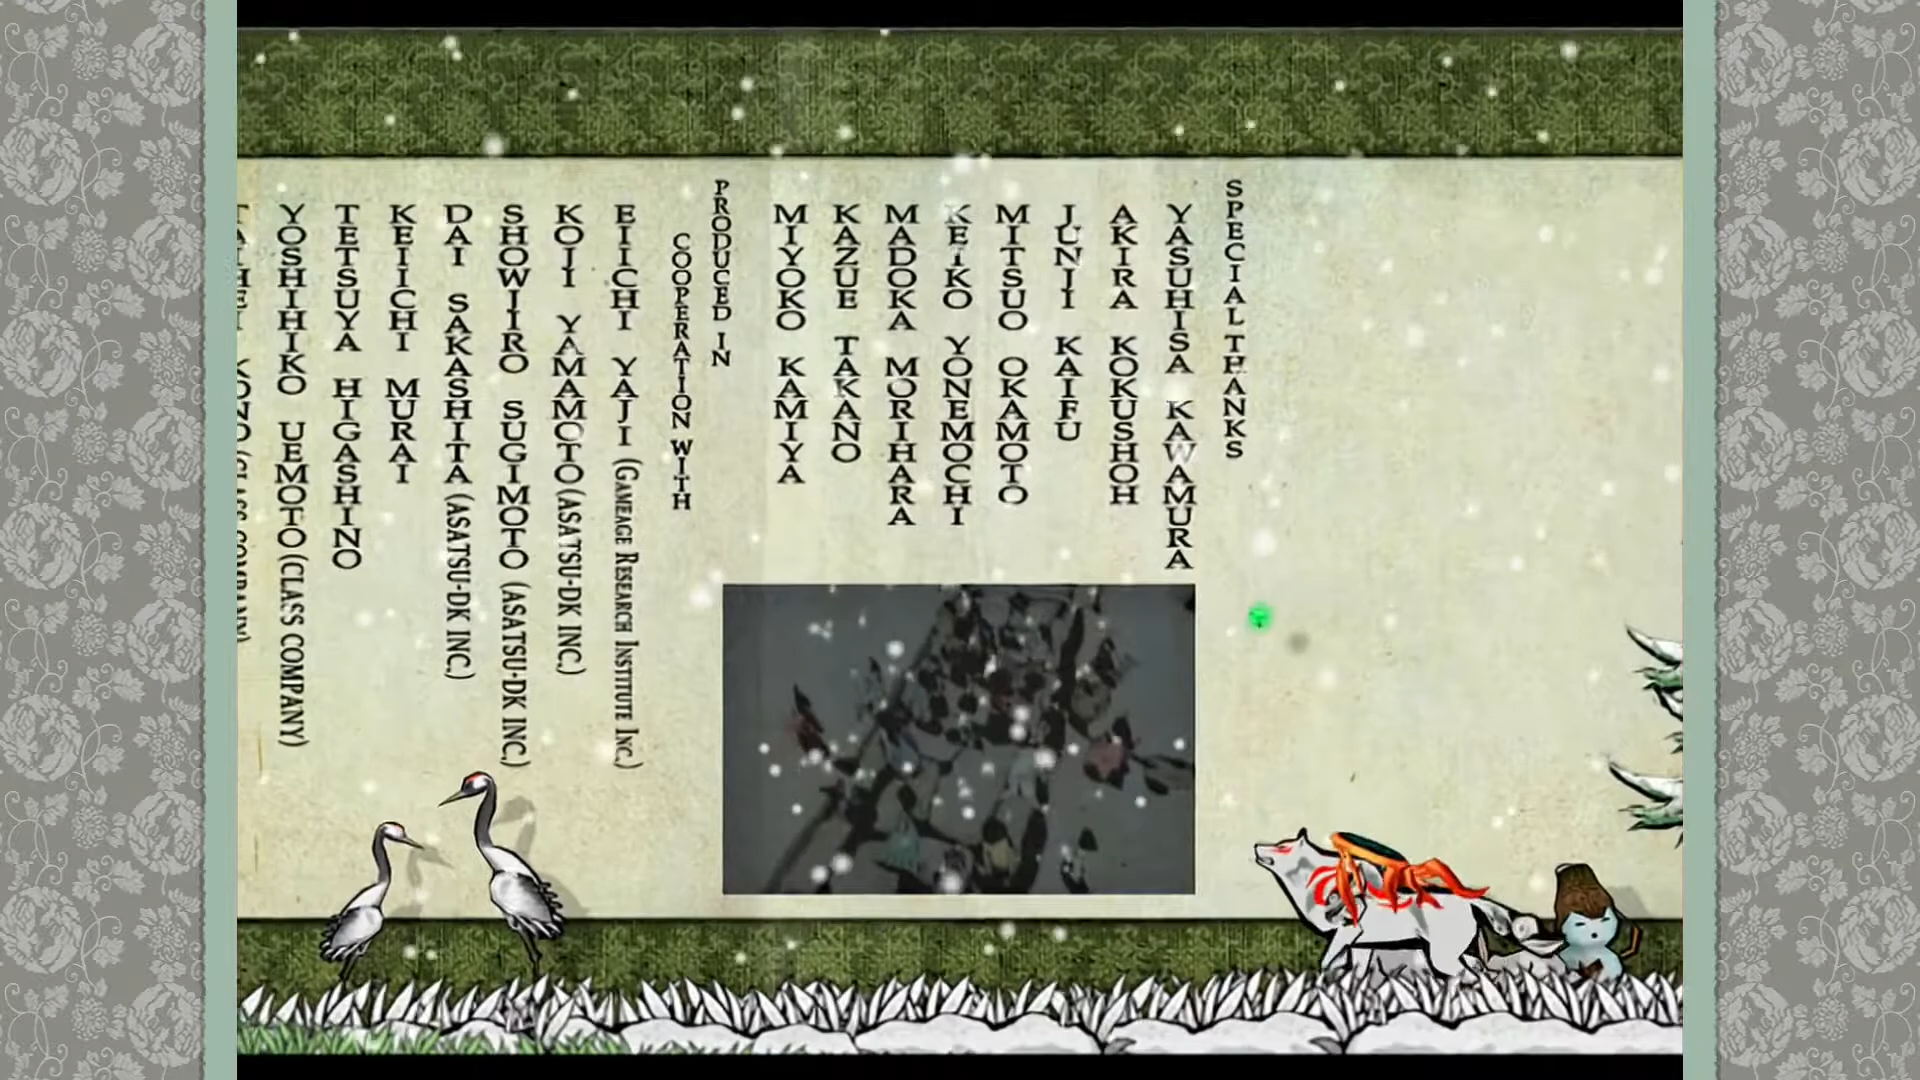 SPECIAL THANKS
YASUHISA KAWAMURA
AKIRA KOKUSHOH
JUNJI KAIFU
MITSUO OKAMOTO
KEIKO YONEMOCHI
MADOKA MORIHARA
KAZUE TAKANO
MIYOKO KAMIYA
PRODUCED IN
COOPERATION WITH
EIICHI YAJI (GAMEAGE RESEARCH INSTITUTE INC.)
KOJI YAMAMOTO (ASATSU-DK INC.)
SHOWJIRO SUGIMOTO (ASATSU-DK INC.)
DAI SAKASHITA (ASATSU-DK INC.)
KEIICHI MURAI
TETSUYA HIGASHINO
YOSHIHIKO UEMOTO (CLASS COMPANY)